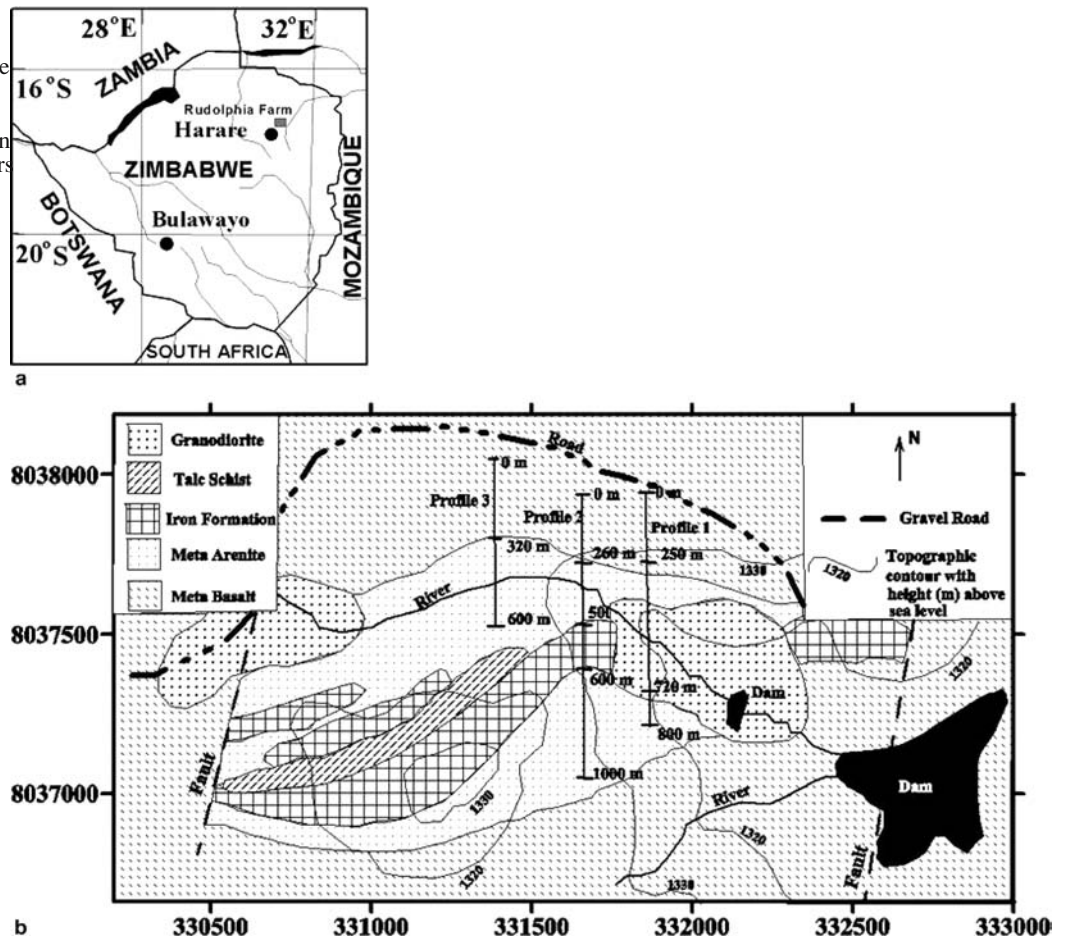 28°E
32°E
e
16°S
ZAMBIA
Rudolphia Farm
Harare
n
rs
ZIMBABWE
MOZAMBIQUE
BOTSWANA
Bulawayo
20°S
SOUTH AFRICA
a
Granodiorite
Talc Schist
Iron Formation
Meta Arenite
Meta Basalt
N
Gravel Road
1320
Topographic
contour with
height (m) above
sea level
8038000
8037500
8037000
Road
0 m
0 m
0 m
Profile 3
Profile 2
Profile 1
320 m
260 m
250 m
1330
River
600 m
600 m
720 m
800 m
1000 m
Dam
Dam
1320
Fault
1330
River
1320
1320
1330
Fault
b
330500
331000
331500
332000
332500
333000